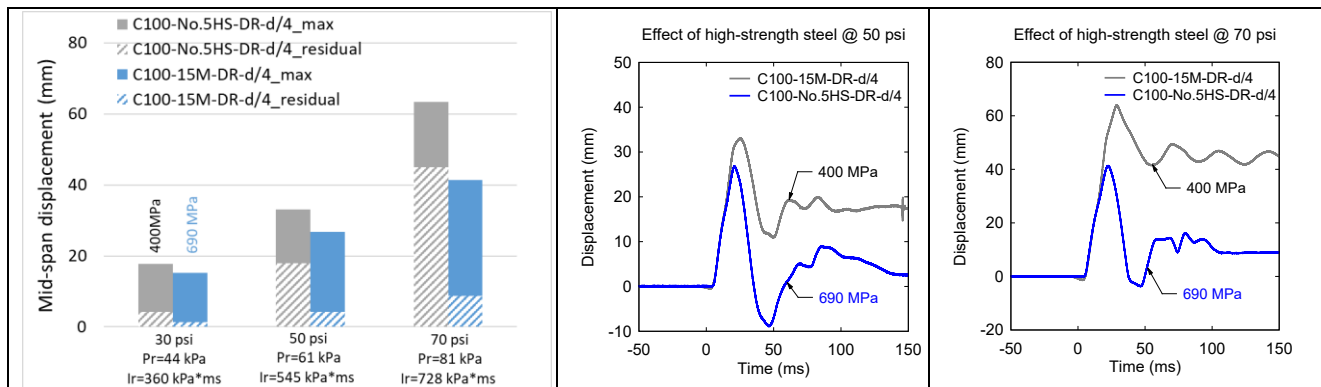 80
60
40
20
0
Mid-span displacement (mm)
C100-No.5HS-DR-d/4_max
C100-No.5HS-DR-d/4_residual
C100-15M-DR-d/4_max
C100-15M-DR-d/4_residual
400MPa
690 MPa
30 psi
Pr=44 kPa
Ir=360 kPa*ms
50 psi
Pr=61 kPa
Ir=545 kPa*ms
70 psi
Pr=81 kPa
Ir=728 kPa*ms
Effect of high-strength steel @ 50 psi
50
40
30
20
10
0
-10
Displacement (mm)
C100-15M-DR-d/4
C100-No.5HS-DR-d/4
400 MPa
690 MPa
-50 0 50 100 150
Time (ms)
Effect of high-strength steel @ 70 psi
80
60
40
20
0
-20
Displacement (mm)
C100-15M-DR-d/4
C100-No.5HS-DR-d/4
400 MPa
690 MPa
-50 0 50 100 150
Time (ms)